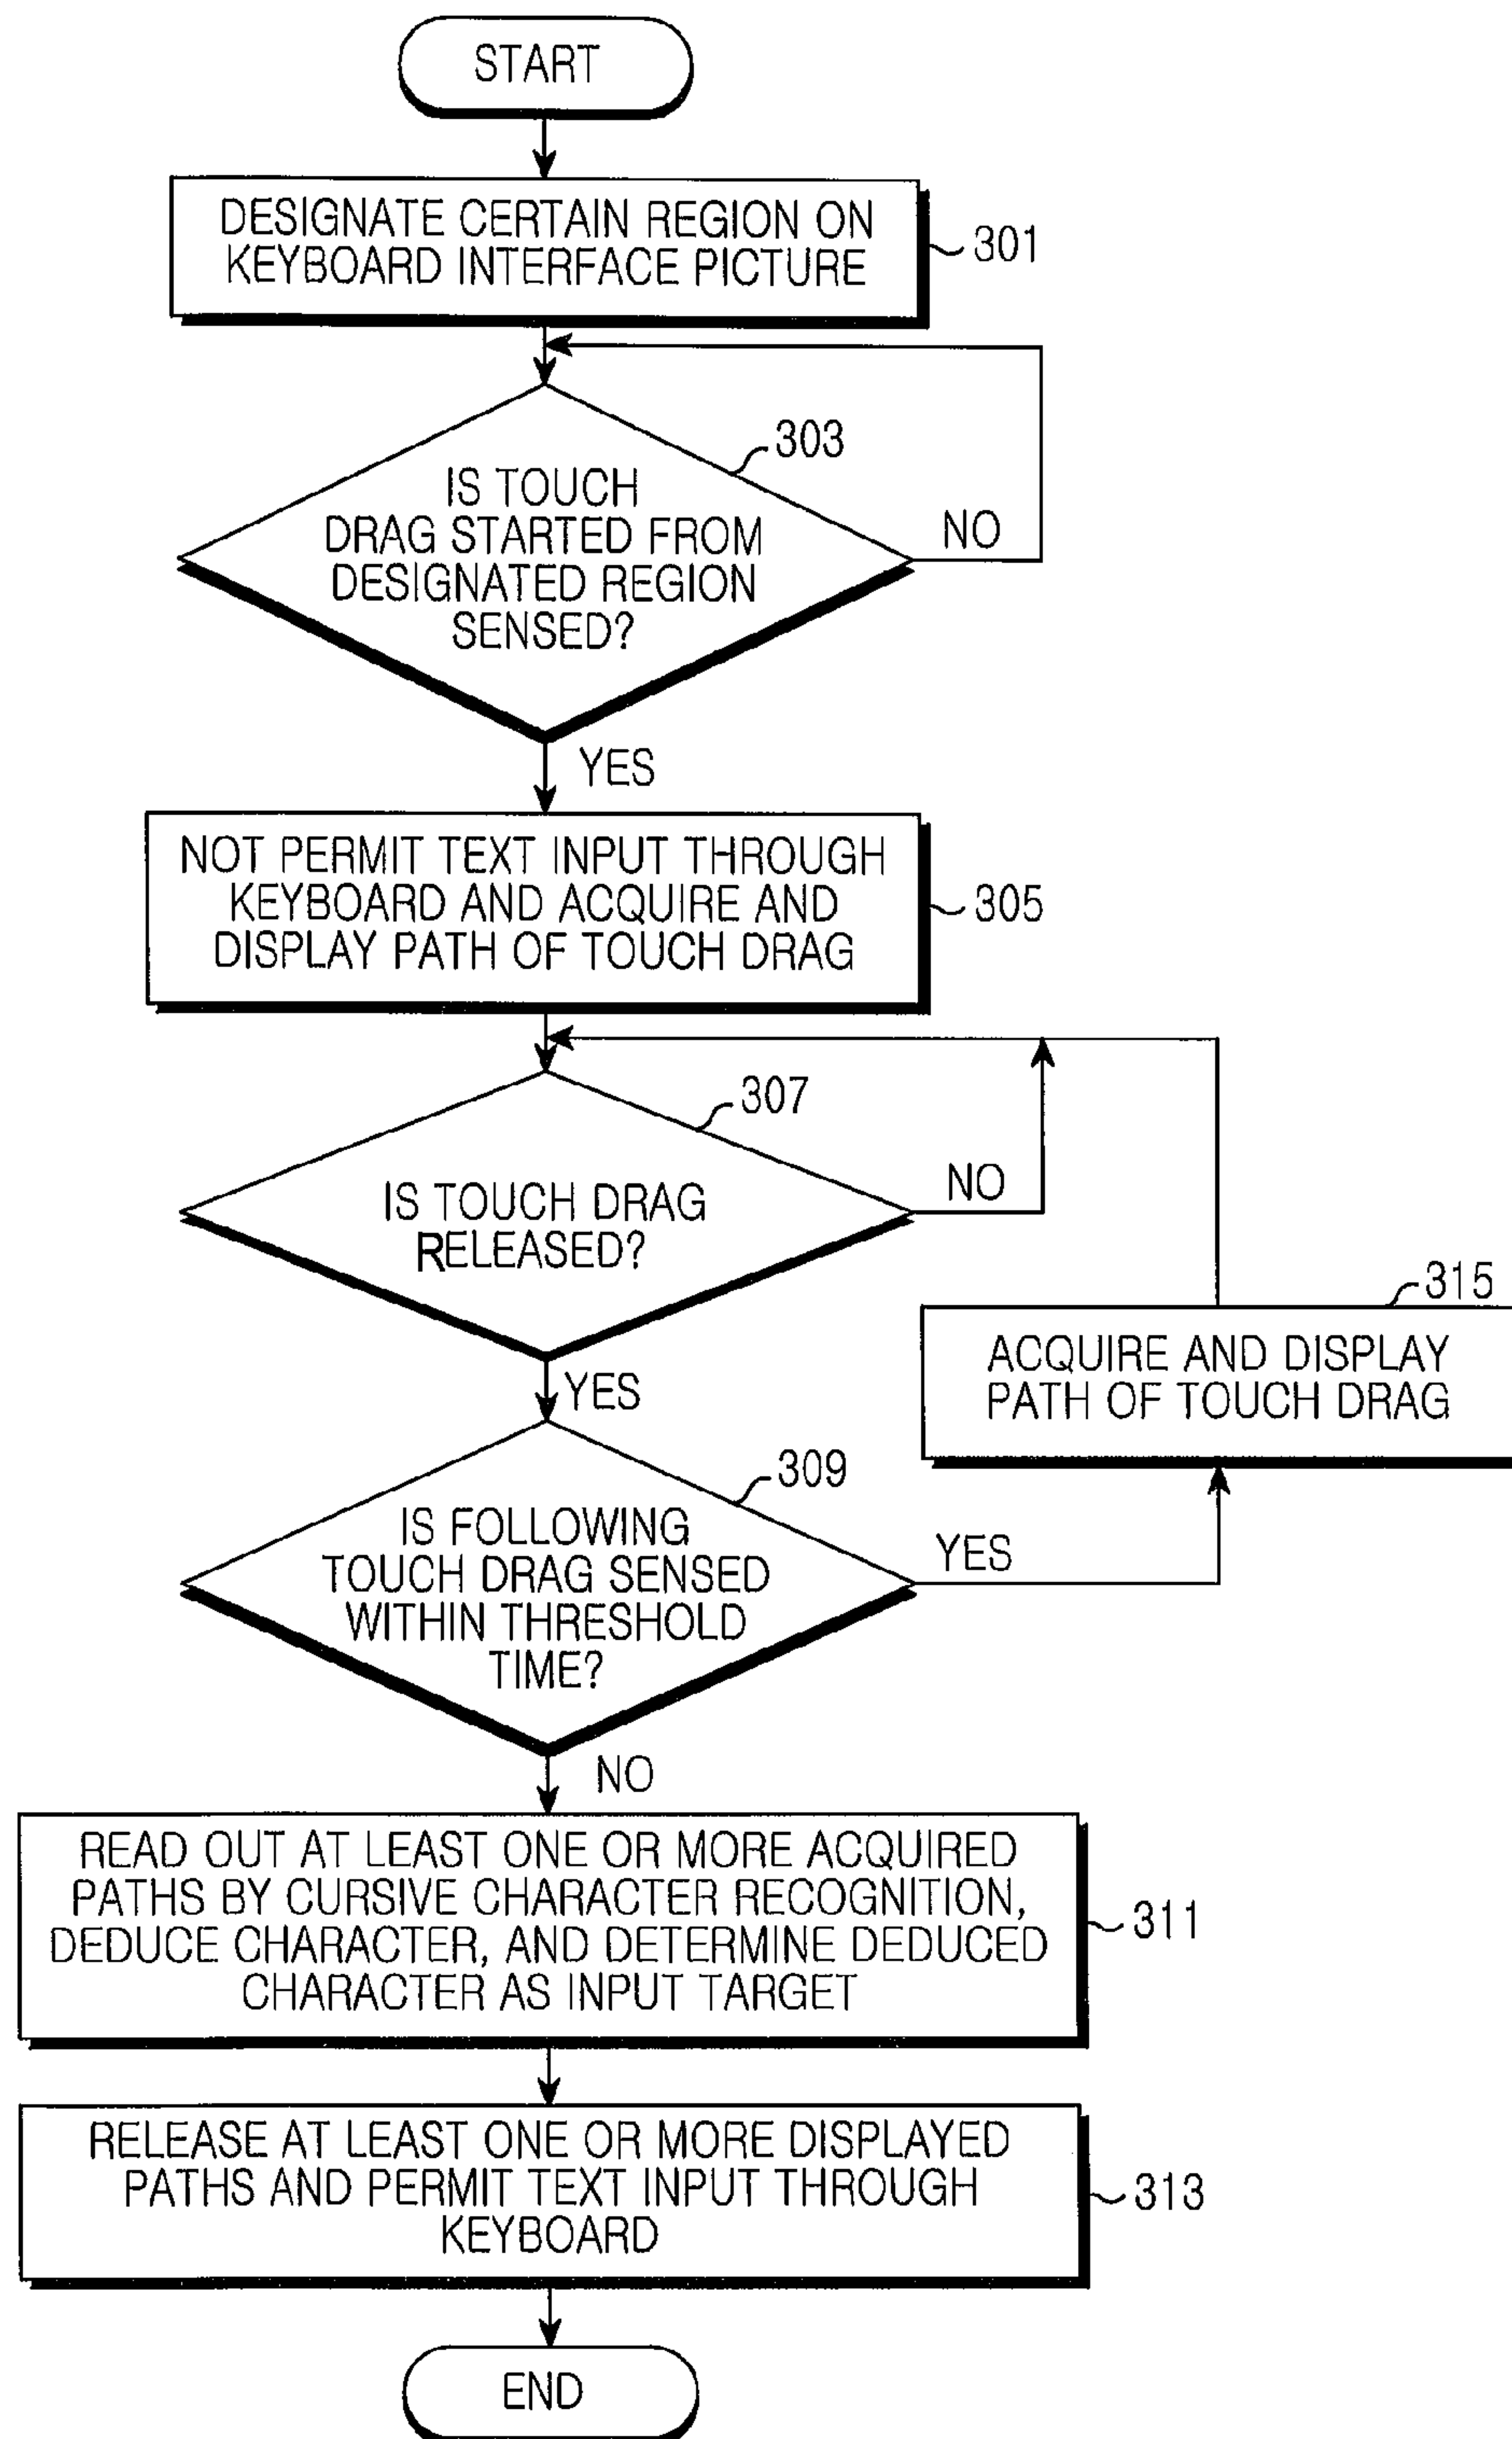 START
DESIGNATE CERTAIN REGION ON
KEYBOARD INTERFACE PICTURE
301
303
IS TOUCH
DRAG STARTED FROM
DESIGNATED REGION
SENSED?
NO
YES
NOT PERMIT TEXT INPUT THROUGH
KEYBOARD AND ACQUIRE AND
DISPLAY PATH OF TOUCH DRAG
305
307
IS TOUCH DRAG
RELEASED?
NO
YES
315
ACQUIRE AND DISPLAY
PATH OF TOUCH DRAG
309
IS FOLLOWING
TOUCH DRAG SENSED
WITHIN THRESHOLD
TIME?
YES
NO
READ OUT AT LEAST ONE OR MORE ACQUIRED
PATHS BY CURSIVE CHARACTER RECOGNITION,
DEDUCE CHARACTER, AND DETERMINE DEDUCED
CHARACTER AS INPUT TARGET
311
RELEASE AT LEAST ONE OR MORE DISPLAYED
PATHS AND PERMIT TEXT INPUT THROUGH
KEYBOARD
313
END